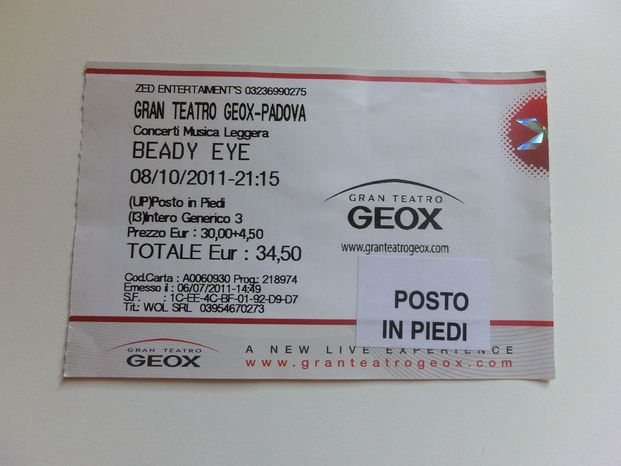 ZED ENTERTAIMENT'S 03236990275
GRAN TEATRO GEOX-PADOVA
Concerti Musica Leggera
BEADY EYE
08/10/2011-21:15
(UP)Posto in Piedi
(I3)Intero Generico 3
Prezzo Eur : 30,00+4,50
TOTALE Eur : 34,50
Cod.Carta : A0060930 Prog.: 218974
Emesso il : 06/07/2011-14:49
S.F. : 1C-EE-4C-BF-01-92-D9-D7
Tit.: WOL SRL 03954670273
GRAN TEATRO
GEOX
www.granteatrogeox.com
POSTO
IN PIEDI
GRAN TEATRO
GEOX
A NEW LIVE EXPERIENCE
www.granteatrogeox.com